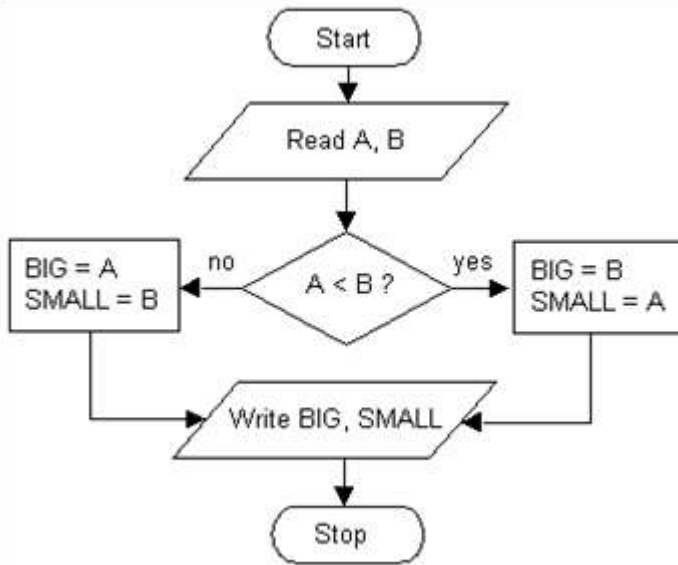 Start
Read A, B
no
A < B ?
yes
BIG = A
SMALL = B
BIG = B
SMALL = A
Write BIG, SMALL
Stop